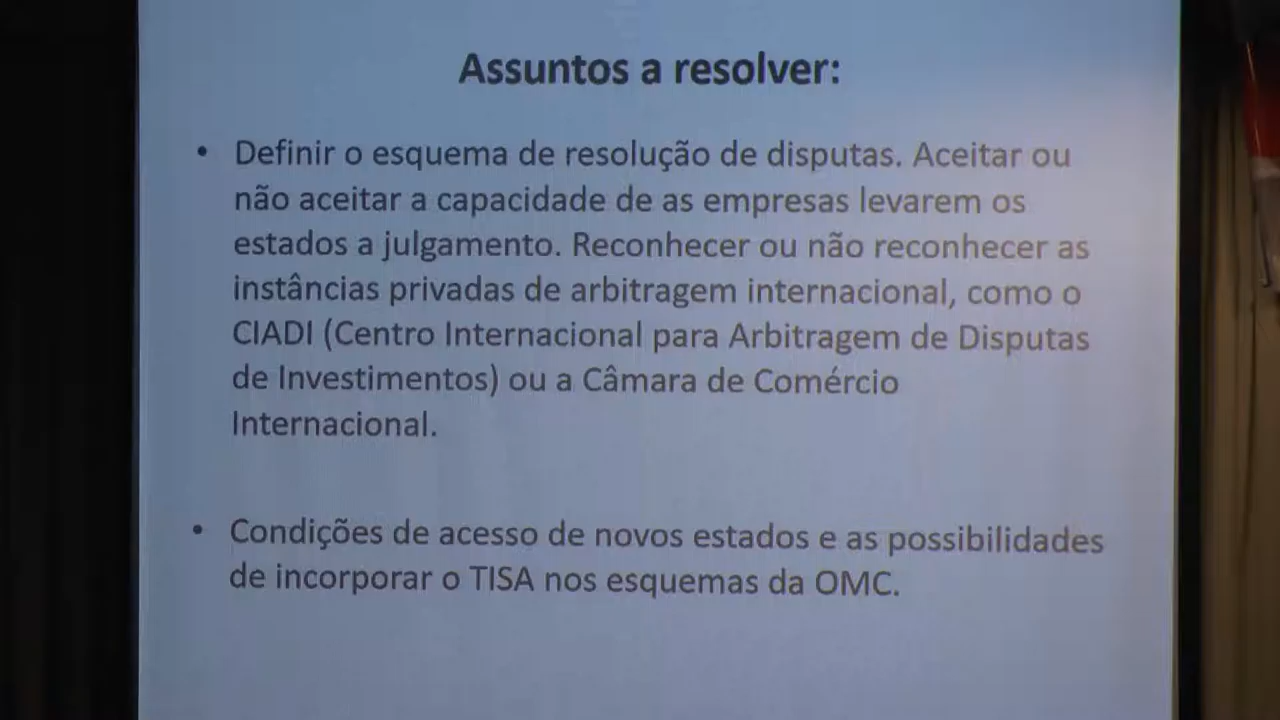 Assuntos a resolver:
• Definir o esquema de resolução de disputas. Aceitar ou
não aceitar a capacidade de as empresas levarem os
estados a julgamento. Reconhecer ou não reconhecer as
instâncias privadas de arbitragem internacional, como o
CIADI (Centro Internacional para Arbitragem de Disputas
de Investimentos) ou a Câmara de Comércio
Internacional.
• Condições de acesso de novos estados e as possibilidades
de incorporar o TISA nos esquemas da OMC.